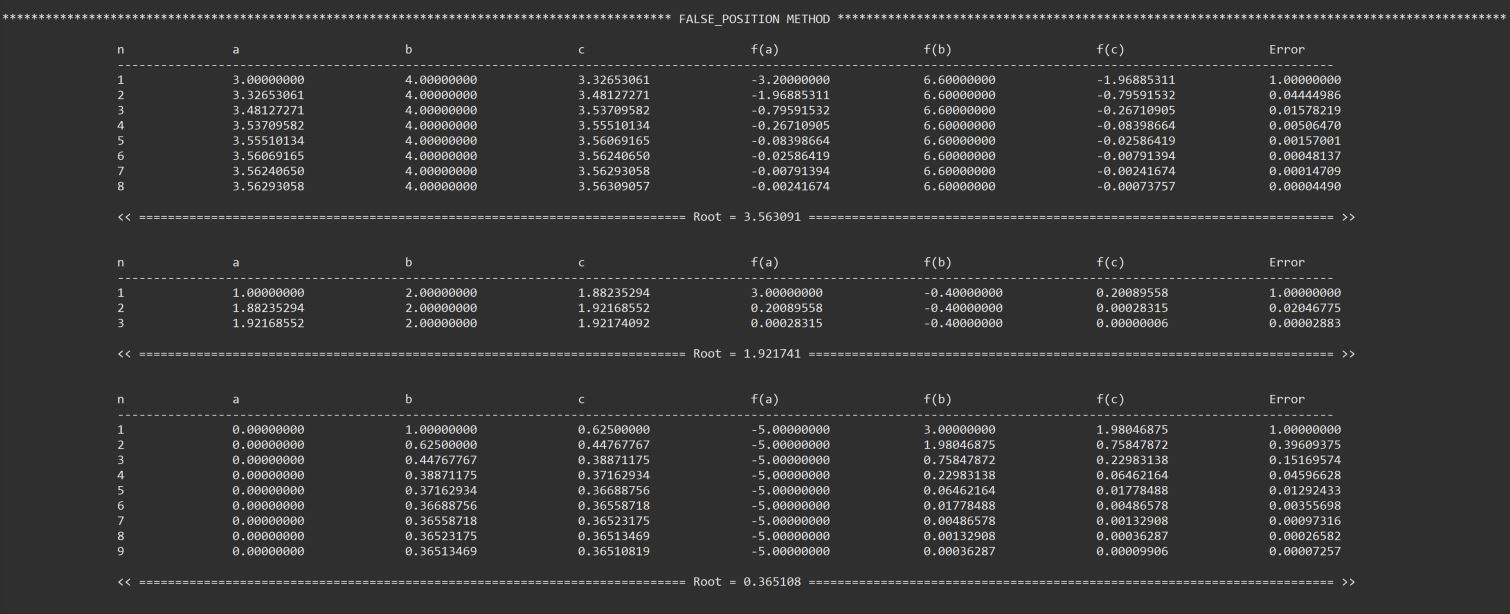 ********************************************************************************************* FALSE_POSITION METHOD *********************************************************************************************
n a b c f(a) f(b) f(c) Error
-------------------------------------------------------------------------------------------------------------------------------------------------------------------------
1 3.00000000 4.00000000 3.32653061 -3.20000000 6.60000000 -1.96885311 1.00000000
2 3.32653061 4.00000000 3.48127271 -1.96885311 6.60000000 -0.79591532 0.04444986
3 3.48127271 4.00000000 3.53709582 -0.79591532 6.60000000 -0.26710905 0.01578219
4 3.53709582 4.00000000 3.55510134 -0.26710905 6.60000000 -0.08398664 0.00506470
5 3.55510134 4.00000000 3.56069165 -0.08398664 6.60000000 -0.02586419 0.00157001
6 3.56069165 4.00000000 3.56240650 -0.02586419 6.60000000 -0.00791394 0.00048137
7 3.56240650 4.00000000 3.56293058 -0.00791394 6.60000000 -0.00241674 0.00014709
8 3.56293058 4.00000000 3.56309057 -0.00241674 6.60000000 -0.00073757 0.00004490
<< ============================================================================ Root = 3.563091 ========================================================================= >>
n a b c f(a) f(b) f(c) Error
-------------------------------------------------------------------------------------------------------------------------------------------------------------------------
1 1.00000000 2.00000000 1.88235294 3.00000000 -0.40000000 0.20089558 1.00000000
2 1.88235294 2.00000000 1.92168552 0.20089558 -0.40000000 0.00028315 0.02046775
3 1.92168552 2.00000000 1.92174092 0.00028315 -0.40000000 0.00000006 0.00002883
<< ============================================================================ Root = 1.921741 ========================================================================= >>
n a b c f(a) f(b) f(c) Error
-------------------------------------------------------------------------------------------------------------------------------------------------------------------------
1 0.00000000 1.00000000 0.62500000 -5.00000000 3.00000000 1.98046875 1.00000000
2 0.00000000 0.62500000 0.44767767 -5.00000000 1.98046875 0.75847872 0.39609375
3 0.00000000 0.44767767 0.38871175 -5.00000000 0.75847872 0.22983138 0.15169574
4 0.00000000 0.38871175 0.37162934 -5.00000000 0.22983138 0.06462164 0.04596628
5 0.00000000 0.37162934 0.36688756 -5.00000000 0.06462164 0.01778488 0.01292433
6 0.00000000 0.36688756 0.36558718 -5.00000000 0.01778488 0.00486578 0.00355698
7 0.00000000 0.36558718 0.36523175 -5.00000000 0.00486578 0.00132908 0.00097316
8 0.00000000 0.36523175 0.36513469 -5.00000000 0.00132908 0.00036287 0.00026582
9 0.00000000 0.36513469 0.36510819 -5.00000000 0.00036287 0.00009906 0.00007257
<< ============================================================================ Root = 0.365108 ========================================================================= >>